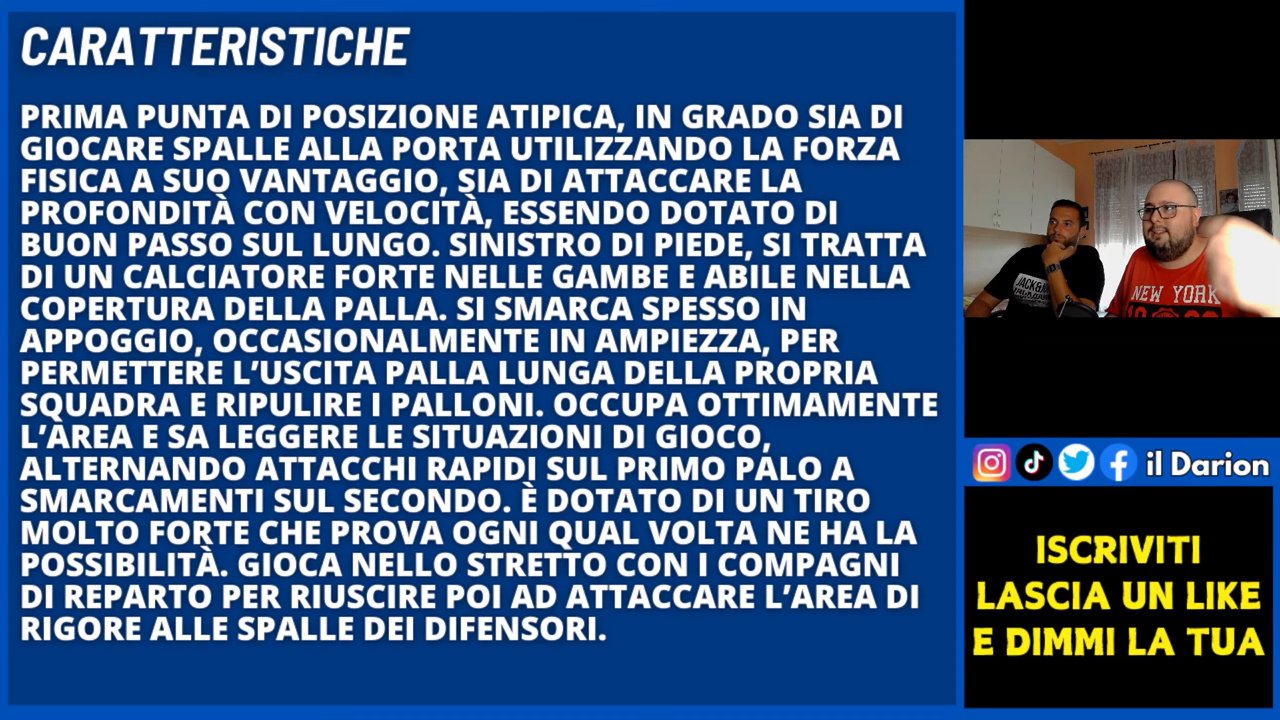 CARATTERISTICHE
PRIMA PUNTA DI POSIZIONE ATIPICA, IN GRADO SIA DI
GIOCARE SPALLE ALLA PORTA UTILIZZANDO LA FORZA
FISICA A SUO VANTAGGIO, SIA DI ATTACCARE LA
PROFONDITÀ CON VELOCITÀ, ESSENDO DOTATO DI
BUON PASSO SUL LUNGO. SINISTRO DI PIEDE, SI TRATTA
DI UN CALCIATORE FORTE NELLE GAMBE E ABILE NELLA
COPERTURA DELLA PALLA. SI SMARCA SPESSO IN
APPOGGIO, OCCASIONALMENTE IN AMPIEZZA, PER
PERMETTERE L'USCITA PALLA LUNGA DELLA PROPRIA
SQUADRA E RIPULIRE I PALLONI. OCCUPA OTTIMAMENTE
L'ÀREA E SA LEGGERE LE SITUAZIONI DI GIOCO,
ALTERNANDO ATTACCHI RAPIDI SUL PRIMO PALO A
SMARCAMENTI SUL SECONDO. È DOTATO DI UN TIRO
MOLTO FORTE CHE PROVA OGNI QUAL VOLTA NE HA LA
POSSIBILITÀ. GIOCA NELLO STRETTO CON I COMPAGNI
DI REPARTO PER RIUSCIRE POI AD ATTACCARE L'AREA DI
RIGORE ALLE SPALLE DEI DIFENSORI.
NEW YORK
il Darion
ISCRIVITI
LASCIA UN LIKE
E DIMMI LA TUA